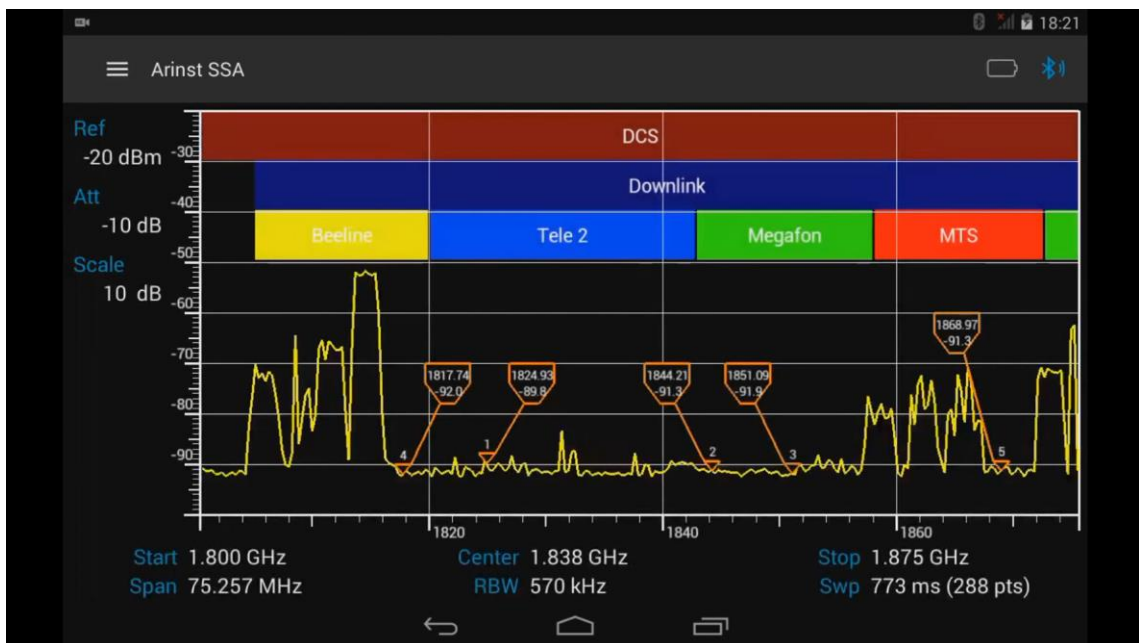 18:21
Arinst SSA
Ref
-20 dBm
Att
-10 dB
Scale
10 dB
-30
-40
-50
-60
-70
-80
-90
DCS
Downlink
Beeline
Tele 2
Megafon
MTS
1868.97
-91.3
1817.74
-92.0
1824.93
-89.8
1844.21
-91.3
1851.09
-91.9
4
1
2
3
5
1820
1840
1860
Start 1.800 GHz
Center 1.838 GHz
Stop 1.875 GHz
Span 75.257 MHz
RBW 570 kHz
Swp 773 ms (288 pts)